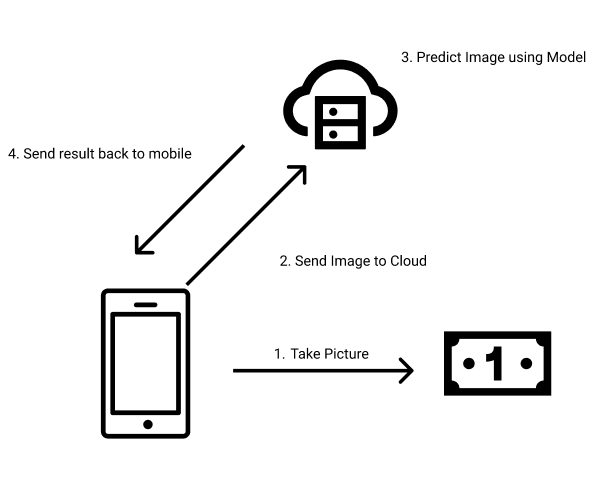 3. Predict Image using Model
4. Send result back to mobile
2. Send Image to Cloud
1. Take Picture
1